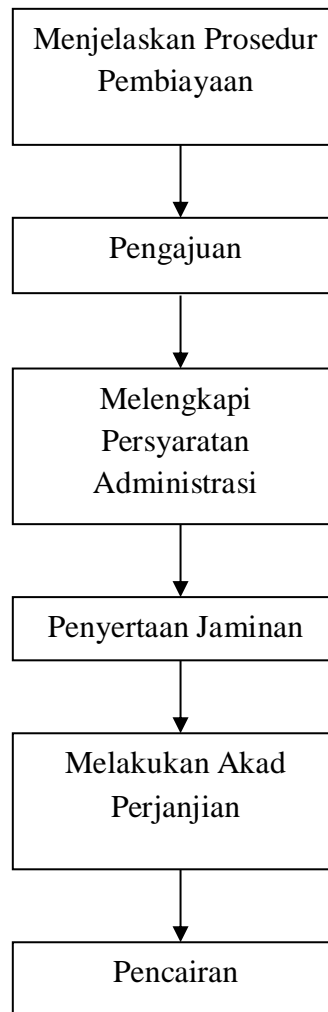 Menjelaskan Prosedur
Pembiayaan
Pengajuan
Melengkapi
Persyaratan
Administrasi
Penyertaan Jaminan
Melakukan Akad
Perjanjian
Pencairan